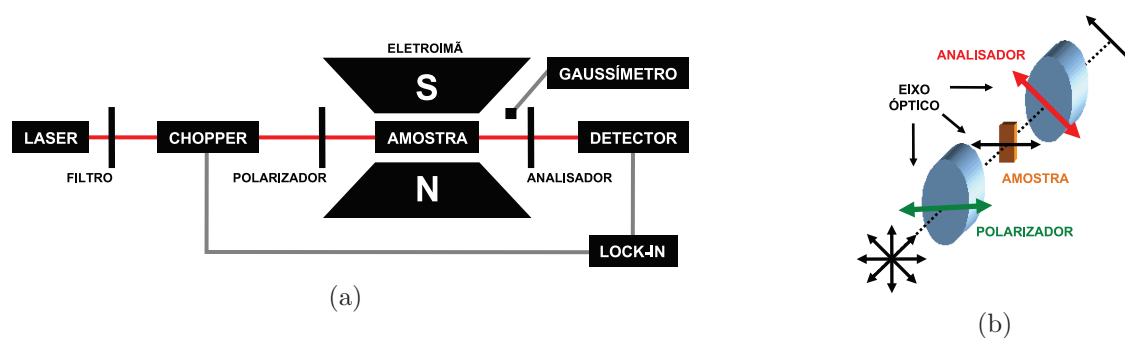 ELETROIMÃ
S
GAUSSÍMETRO
LASER
CHOPPER
AMOSTRA
DETECTOR
FILTRO
POLARIZADOR
ANALISADOR
N
LOCK-IN
(a)
ANALISADOR
EIXO
ÓPTICO
AMOSTRA
POLARIZADOR
(b)